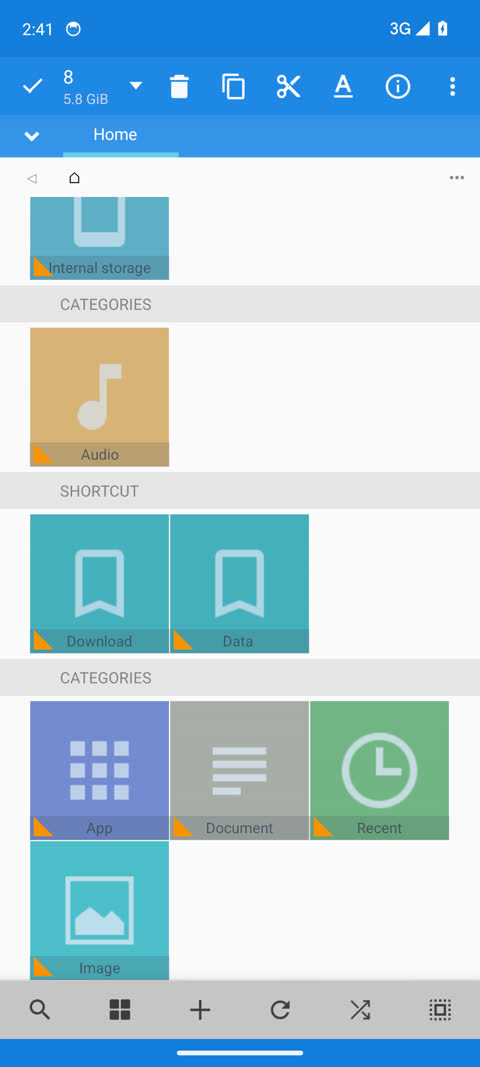 2:41
3G
8
5.8 GiB
A
Home
Internal storage
CATEGORIES
Audio
SHORTCUT
Download
Data
CATEGORIES
App
Document
Recent
Image